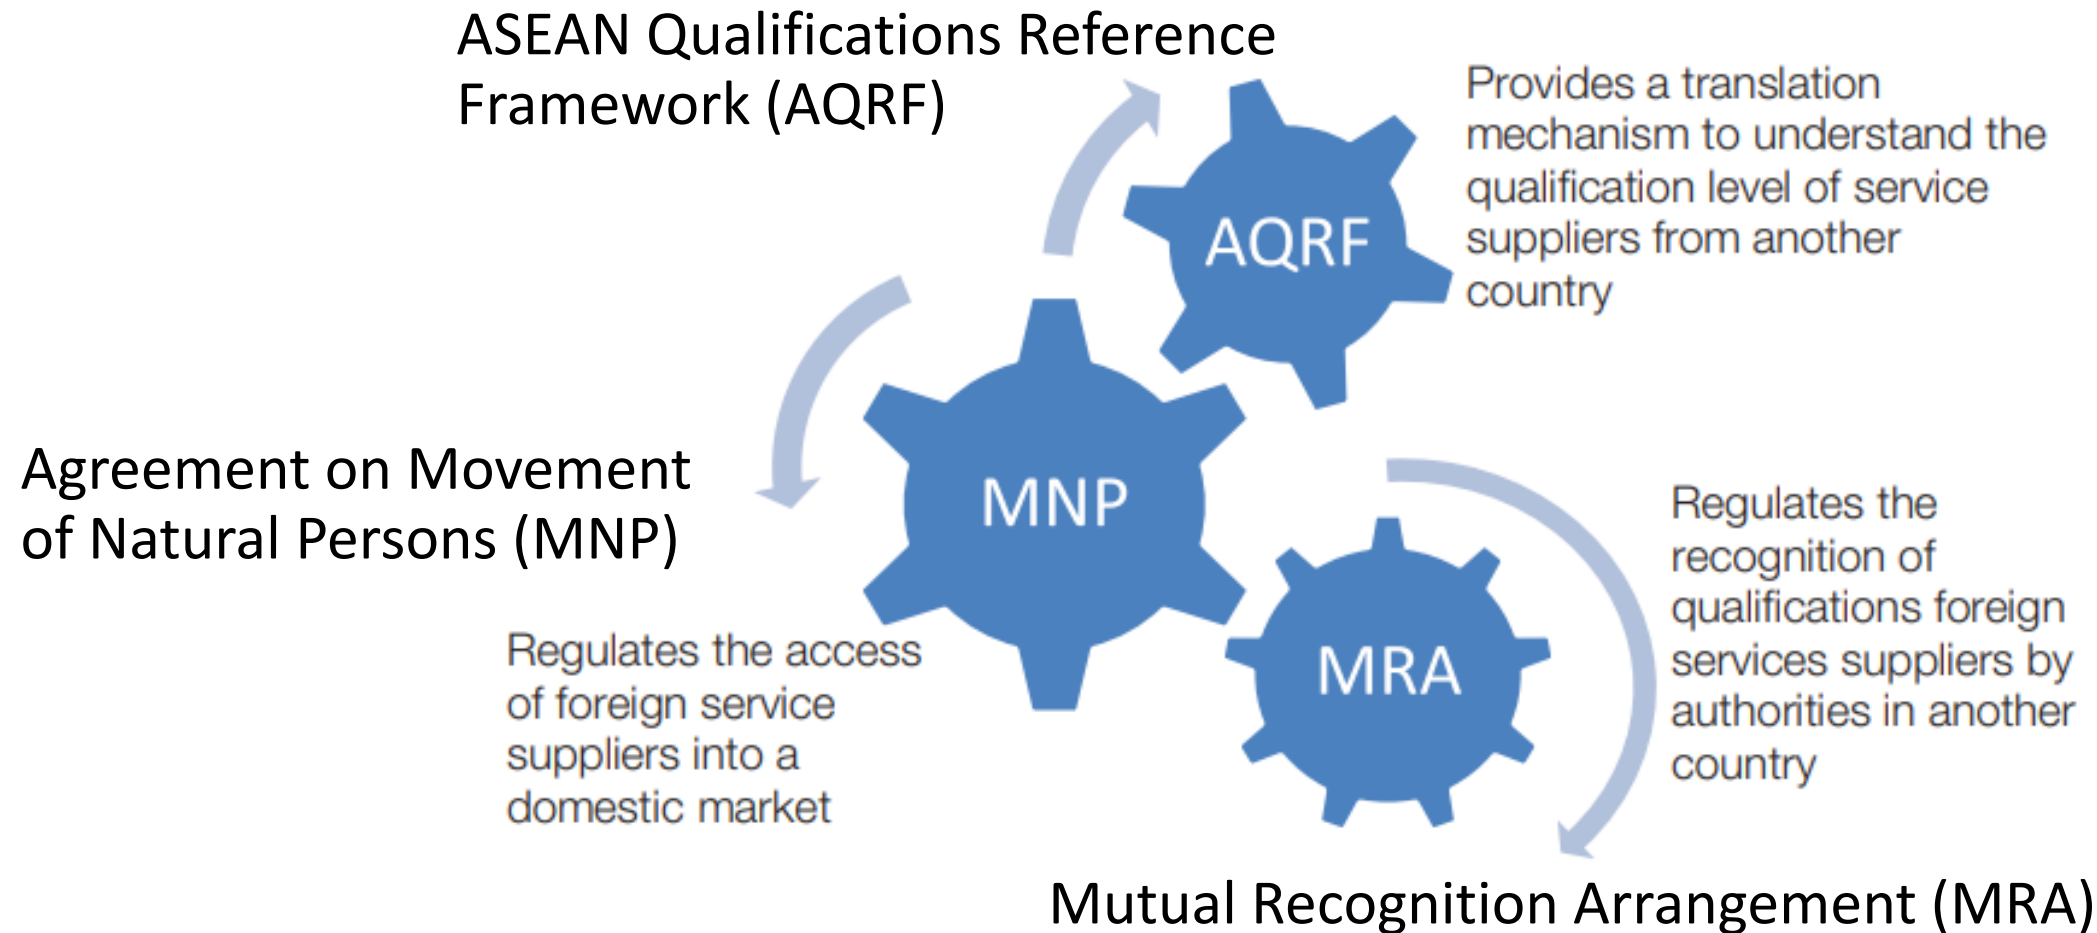 ASEAN Qualifications Reference
Framework (AQRF)
Provides a translation
mechanism to understand the
qualification level of service
suppliers from another
country
AQRF
Agreement on Movement
of Natural Persons (MNP)
MNP
Regulates the access
of foreign service
suppliers into a
domestic market
MRA
Regulates the
recognition of
qualifications foreign
services suppliers by
authorities in another
country
Mutual Recognition Arrangement (MRA)